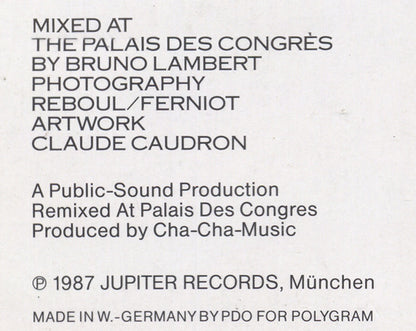 MIXED AT
THE PALAIS DES CONGRÈS
BY BRUNO LAMBERT
PHOTOGRAPHY
REBOUL/FERNIOT
ARTWORK
CLAUDE CAUDRON
A Public-Sound Production
Remixed At Palais Des Congres
Produced by Cha-Cha-Music
℗ 1987 JUPITER RECORDS, München
MADE IN W.-GERMANY BY PDO FOR POLYGRAM